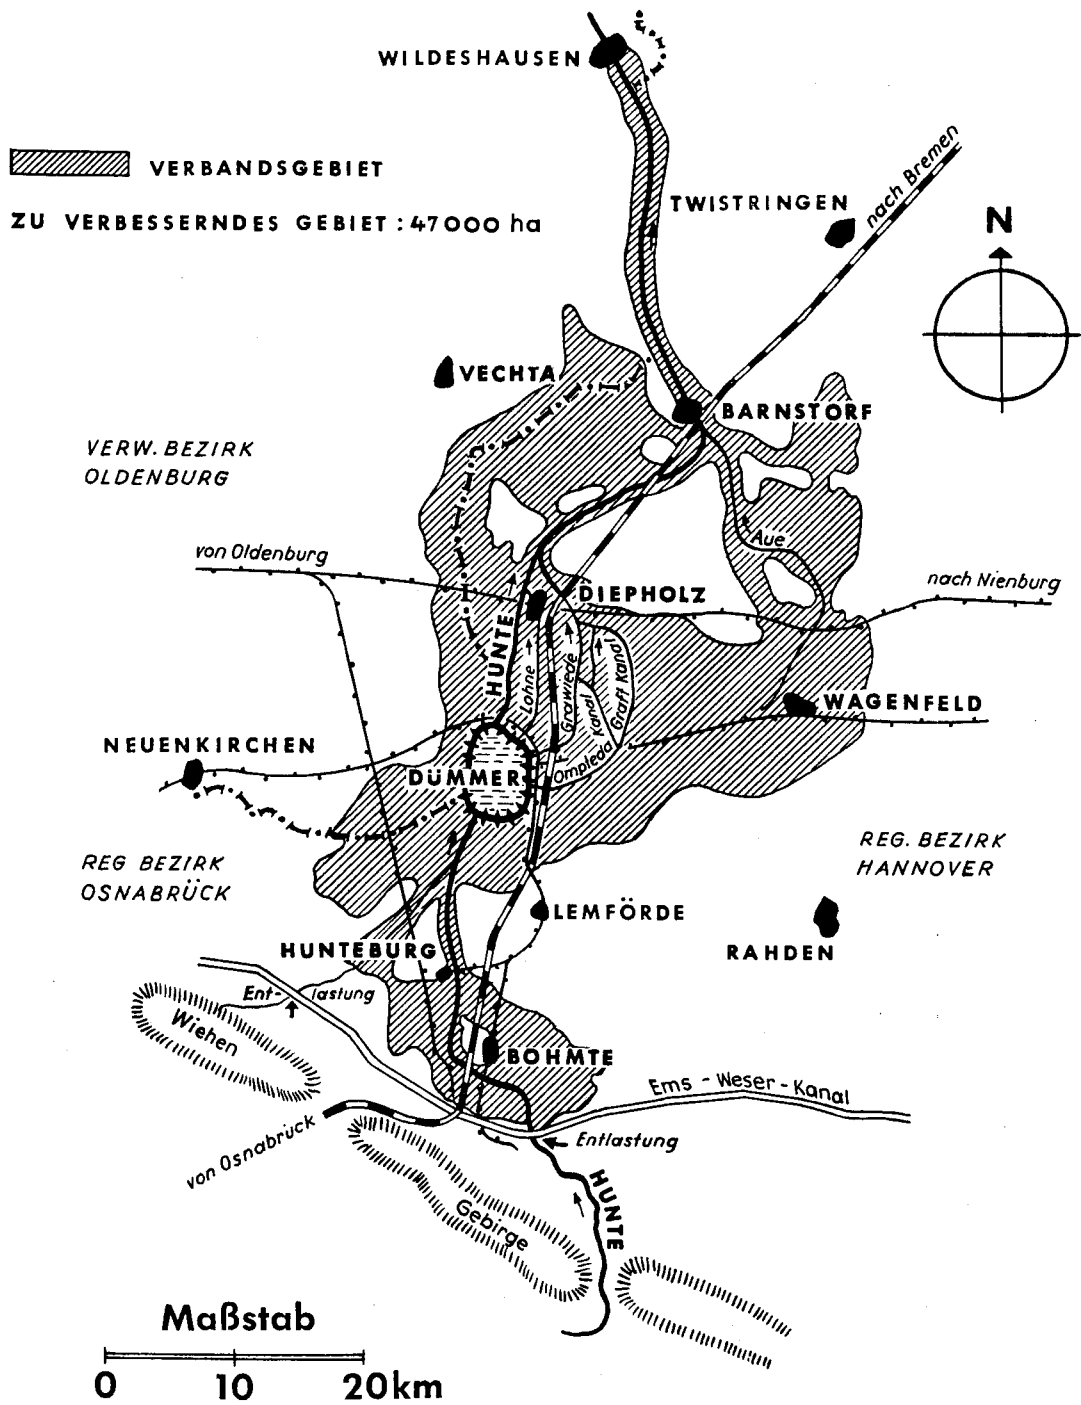 WILDESHAUSEN
VERBANDSGEBIET
ZU VERBESSERNDES GEBIET : 47000 ha
TWISTRINGEN
nach Bremen
N
VECHTA
BARNSTORF
VERW. BEZIRK
OLDENBURG
Aue
von Oldenburg
nach Nienburg
DIEPHOLZ
HUNTE
Lohne
Grawiede
Kanal
Graff Kanal
Ompteda
WAGENFELD
NEUENKIRCHEN
DÜMMER
REG. BEZIRK
HANNOVER
REG BEZIRK
OSNABRÜCK
LEMFÖRDE
RAHDEN
HUNTEBURG
Ent-lastung
Wiehen
BOHMTE
Ems - Weser - Kanal
von Osnabrück
Entlastung
HUNTE
Gebirge
Maßstab
0 10 20km